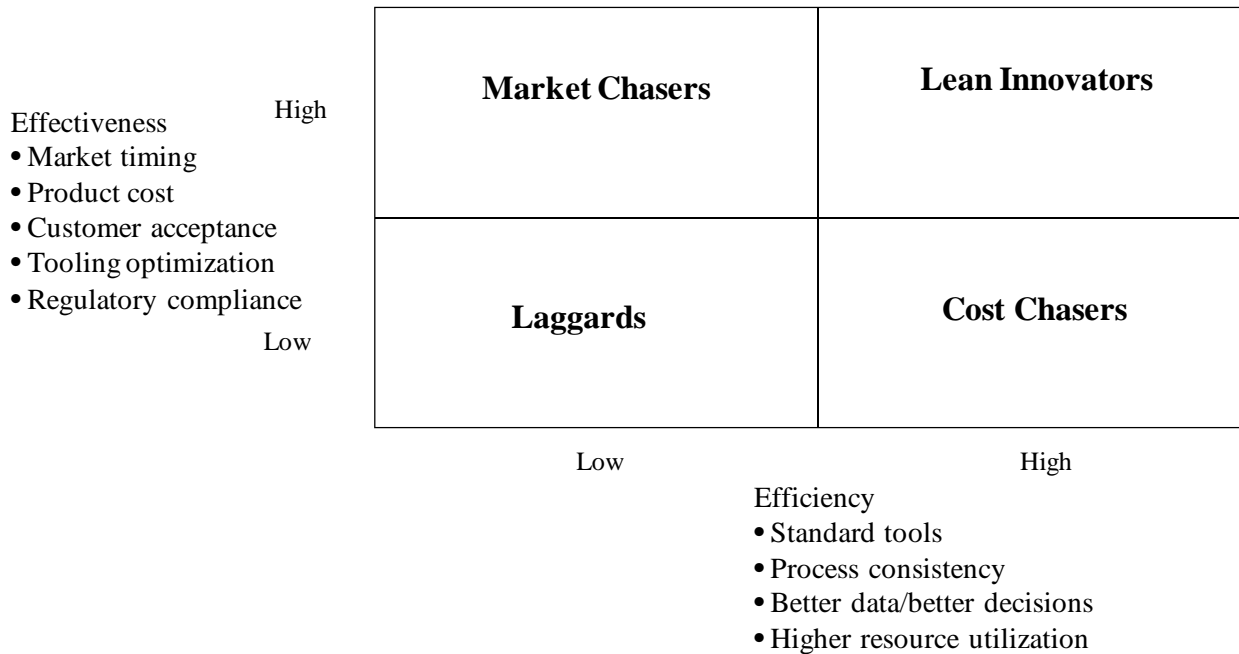 Market Chasers
Lean Innovators
High
Effectiveness
• Market timing
• Product cost
• Customer acceptance
• Tooling optimization
• Regulatory compliance
Laggards
Cost Chasers
Low
Low
High
Efficiency
• Standard tools
• Process consistency
• Better data/better decisions
• Higher resource utilization